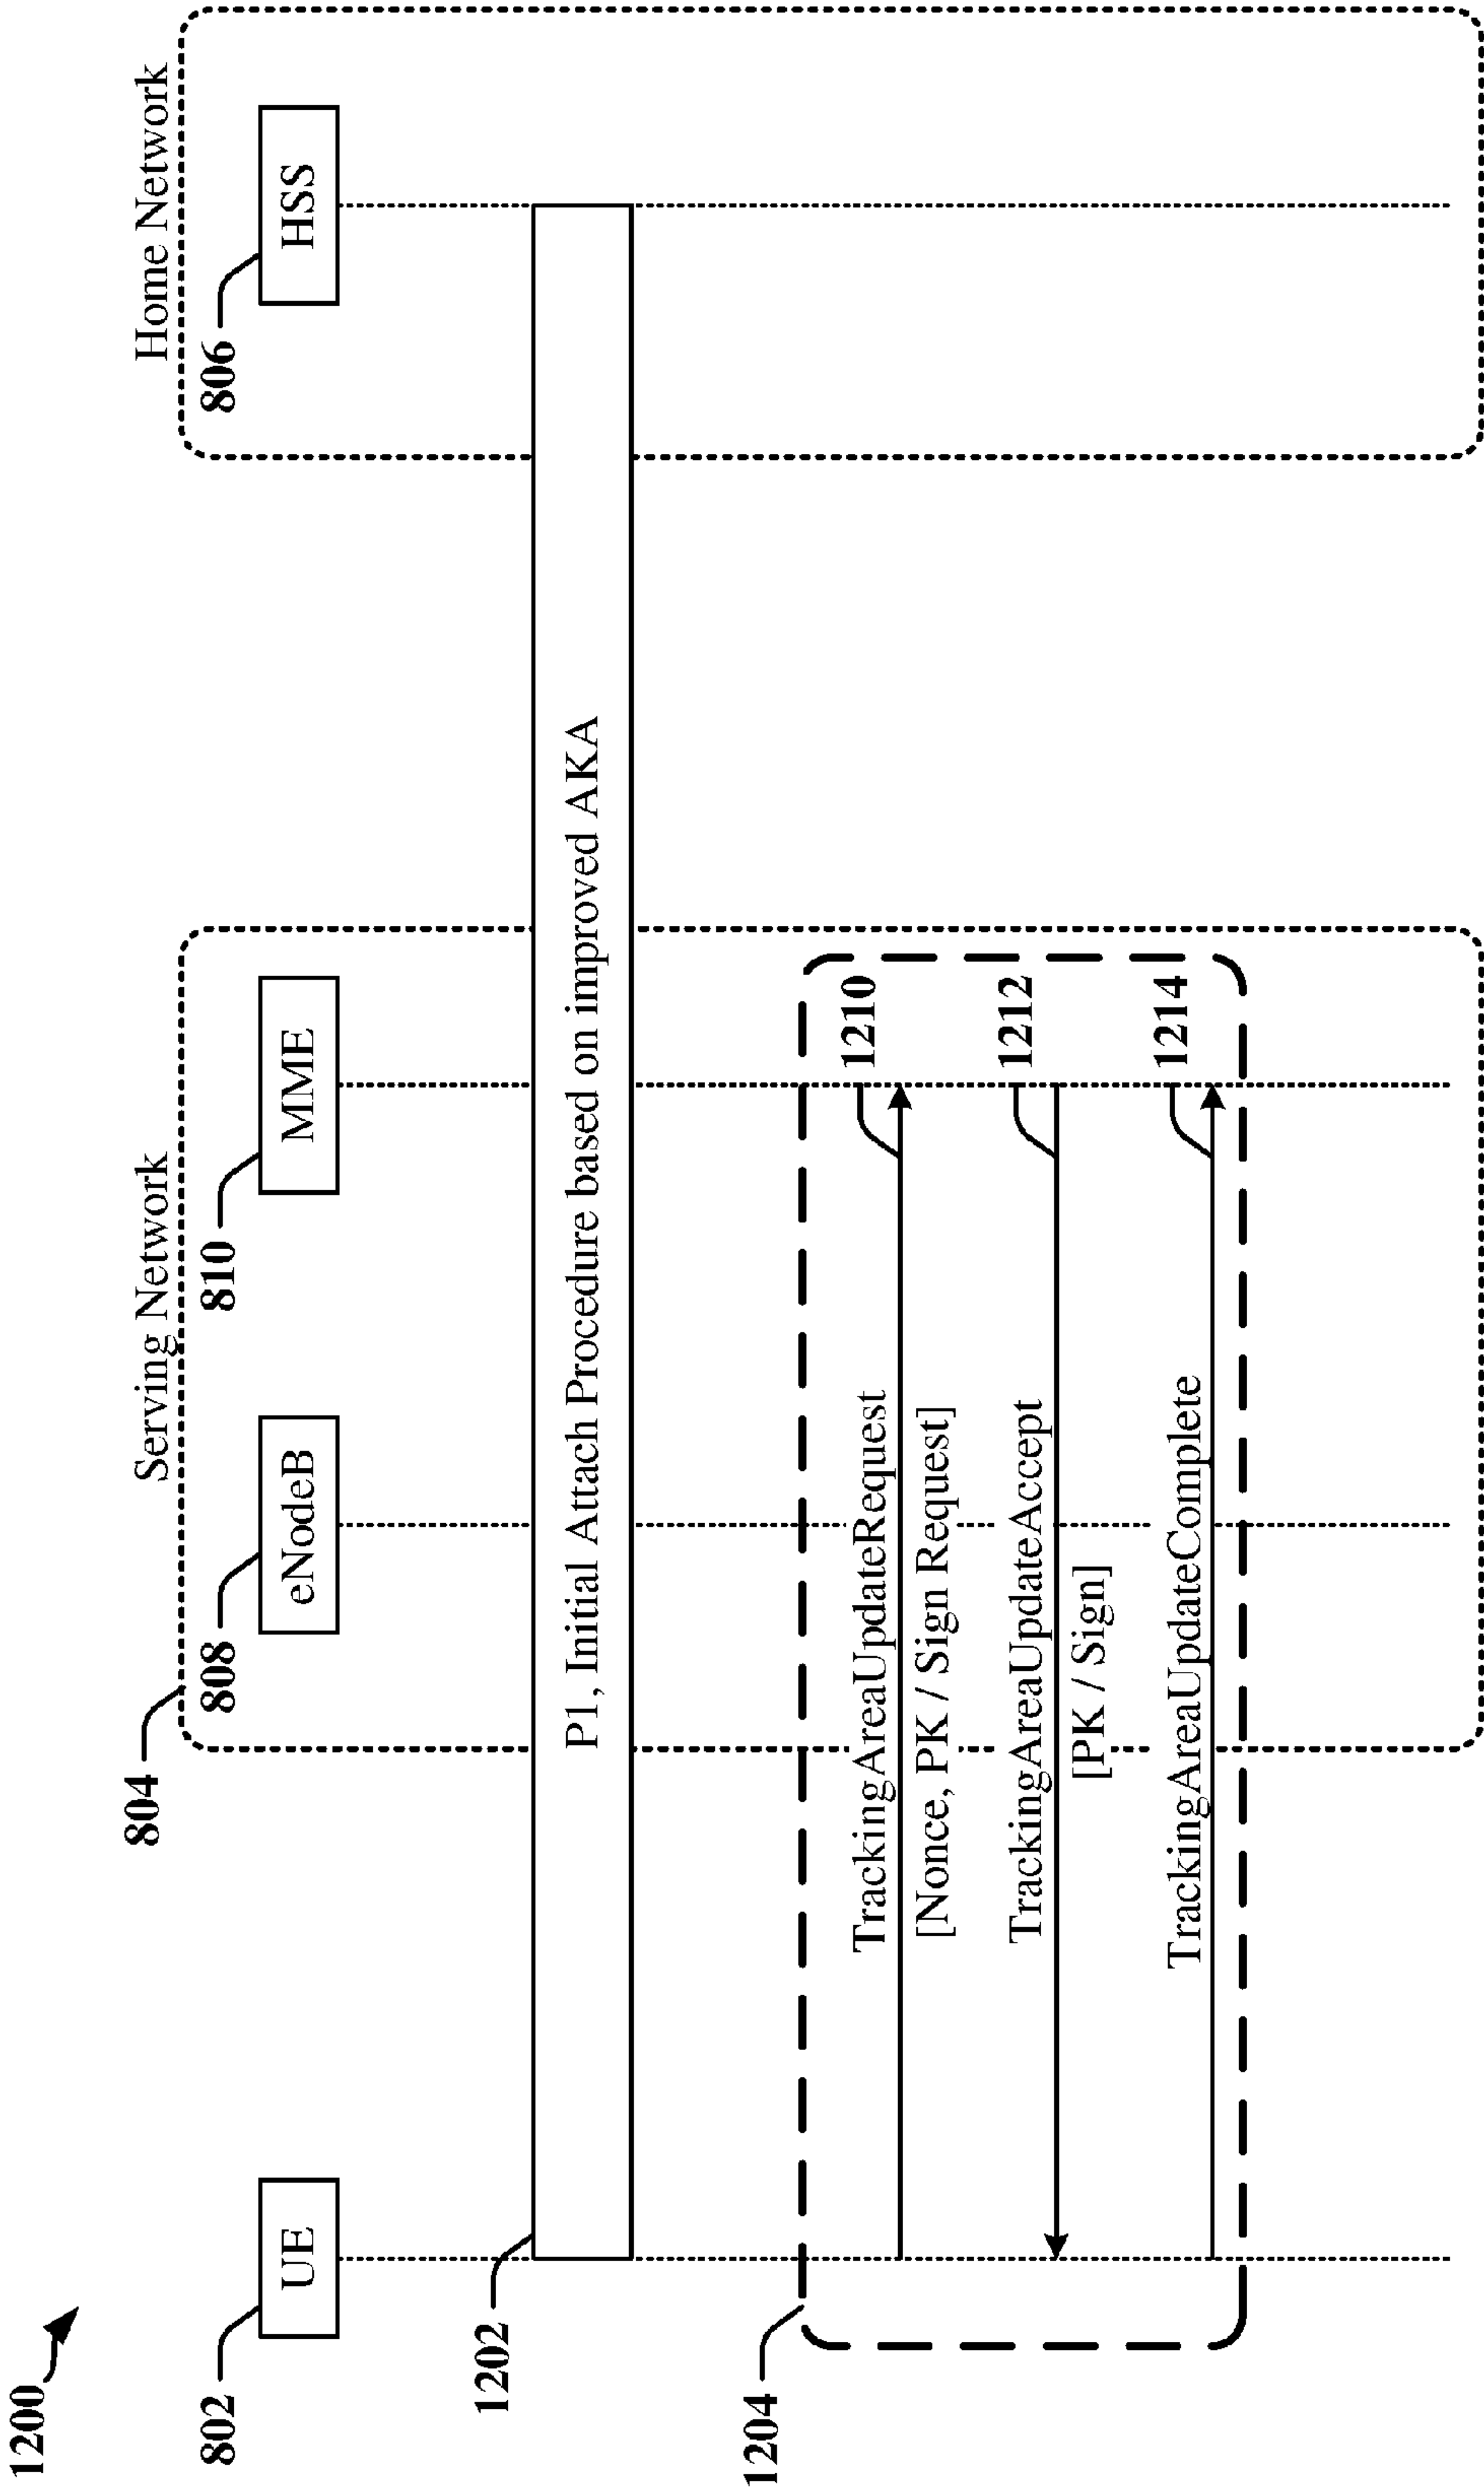 1200
Serving Network
Home Network
804
802
808
810
806
UE
eNodeB
MME
HSS
1202
P1, Initial Attach Procedure based on improved AKA
1204
TrackingAreaUpdateRequest
1210
[Nonce, PK / Sign Request]
TrackingAreaUpdateAccept
1212
[PK / Sign]
TrackingAreaUpdateComplete
1214